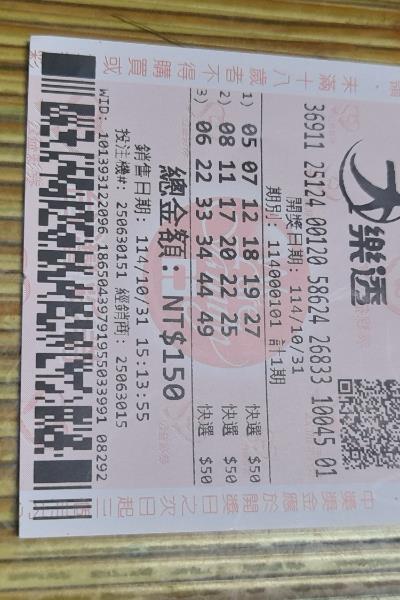 大樂透
36911 25124 00120 58624 26833 10045 01
開獎日期: 114/10/31
期別: 114000101 計1期
1) 05 07 12 18 19 27 快選 $50
2) 08 11 17 20 22 25 快選 $50
3) 06 22 33 34 44 49 快選 $50
總金額: NT$150
銷售日期: 114/10/31 15:13:55
投注機#: 250630151 經銷商: 25063015
WID: 101393122096 18650439791955033991 08292
未滿十八歲者不得購買或
中獎獎金應於開獎日之次日起三